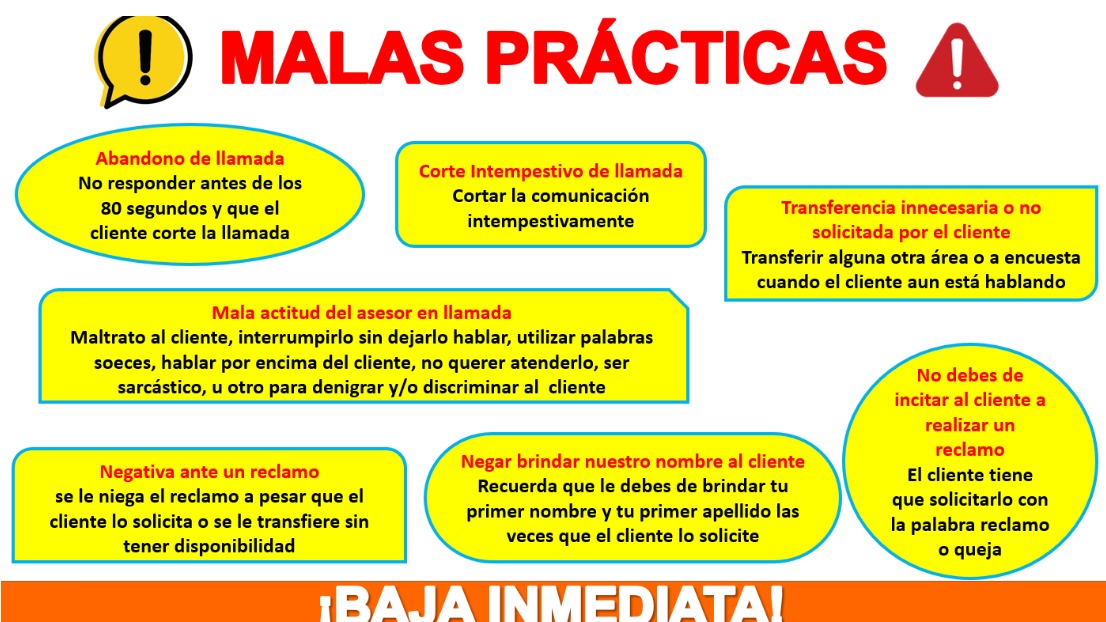 MALAS PRÁCTICAS
Abandono de llamada
No responder antes de los
80 segundos y que el
cliente corte la llamada
Corte Intempestivo de llamada
Cortar la comunicación
intempestivamente
Transferencia innecesaria o no
solicitada por el cliente
Transferir alguna otra área o a encuesta
cuando el cliente aun está hablando
Mala actitud del asesor en llamada
Maltrato al cliente, interrumpirlo sin dejarlo hablar, utilizar palabras
soeces, hablar por encima del cliente, no querer atenderlo, ser
sarcástico, u otro para denigrar y/o discriminar al cliente
No debes de
incitar al cliente a
realizar un
reclamo
El cliente tiene
que solicitarlo con
la palabra reclamo
o queja
Negativa ante un reclamo
se le niega el reclamo a pesar que el
cliente lo solicita o se le transfiere sin
tener disponibilidad
Negar brindar nuestro nombre al cliente
Recuerda que le debes de brindar tu
primer nombre y tu primer apellido las
veces que el cliente lo solicite
¡BAJA INMEDIATA!